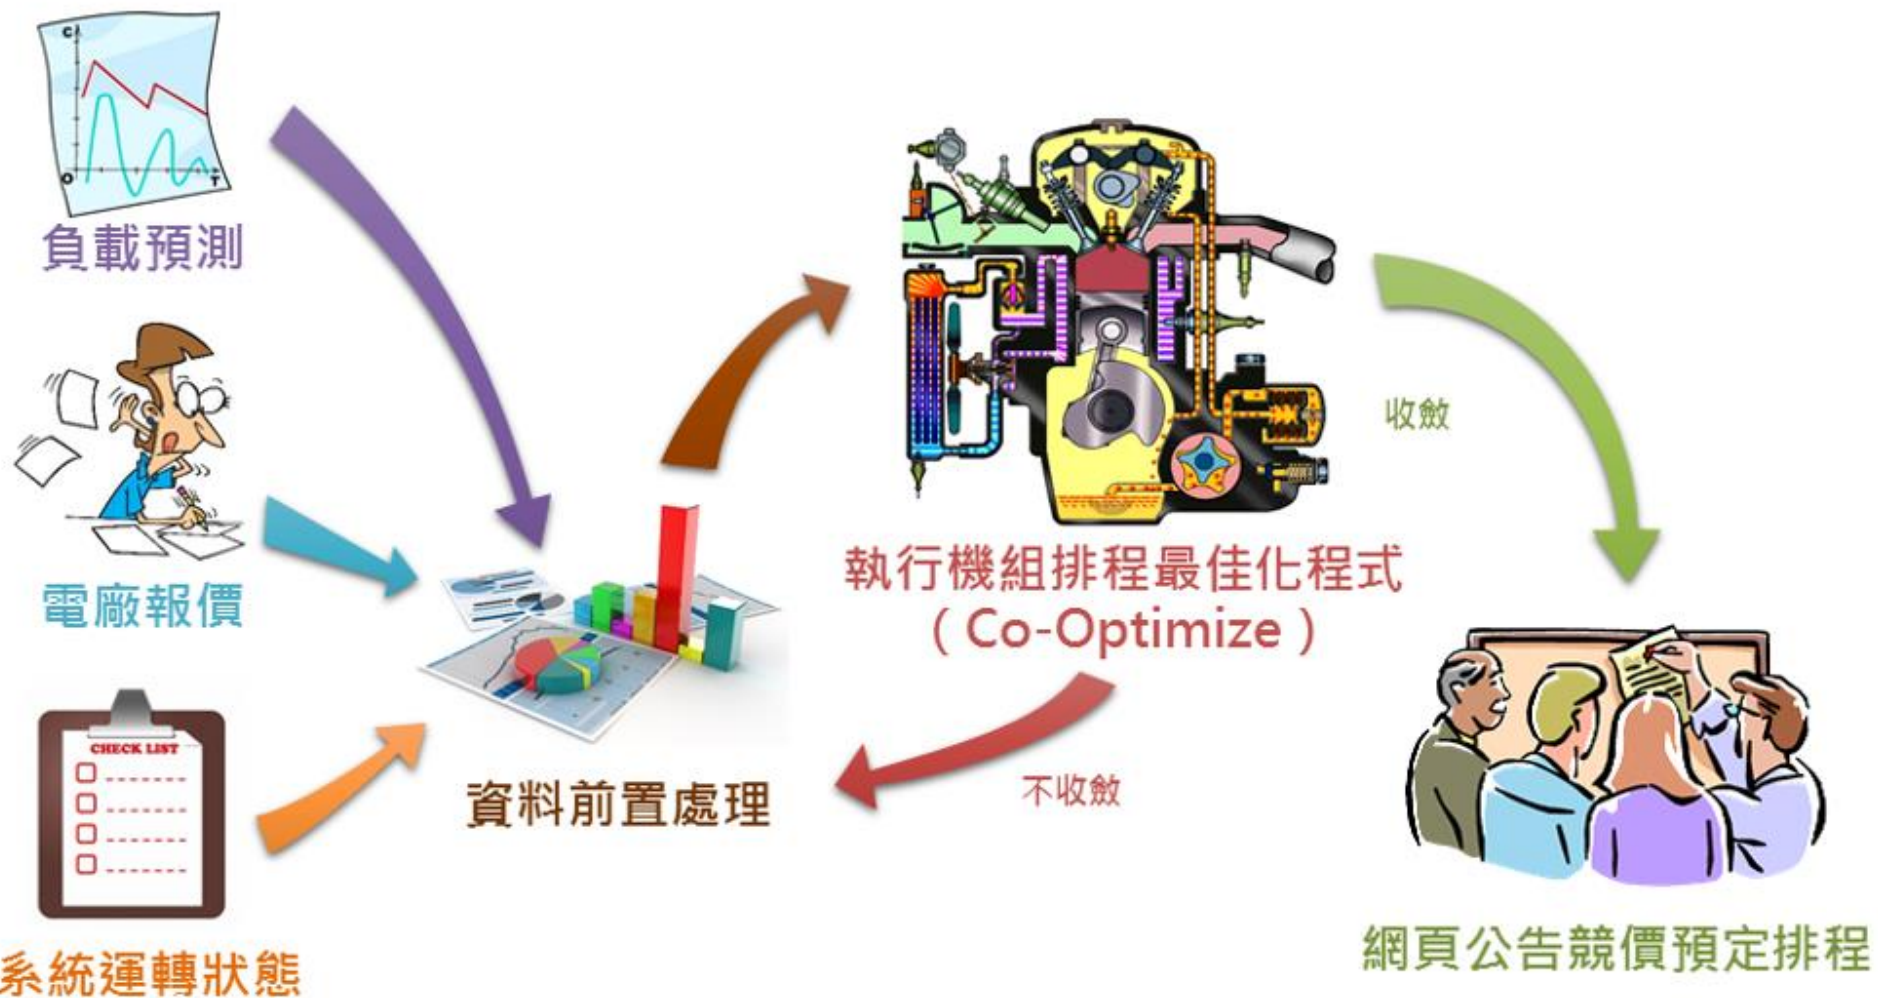 C
O
T
負載預測
電廠報價
CHECK LIST
系統運轉狀態
資料前置處理
執行機組排程最佳化程式
（Co-Optimize）
收斂
不收斂
網頁公告競價預定排程